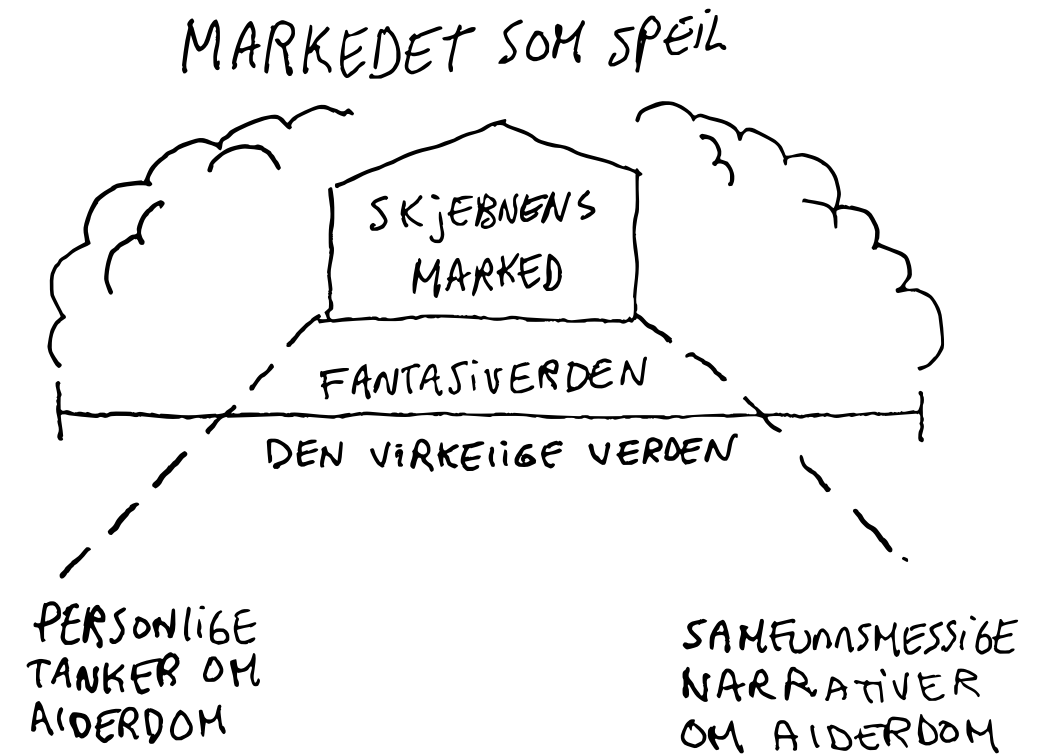 MARKEDET SOM SPEIL
SKJEBNENS
MARKED
FANTASIVERDEN
DEN VIRKELIGE VERDEN
PERSONLIGE
TANKER OM
ALDERDOM
SAMFUNNSMESSIGE
NARRATIVER
OM ALDERDOM